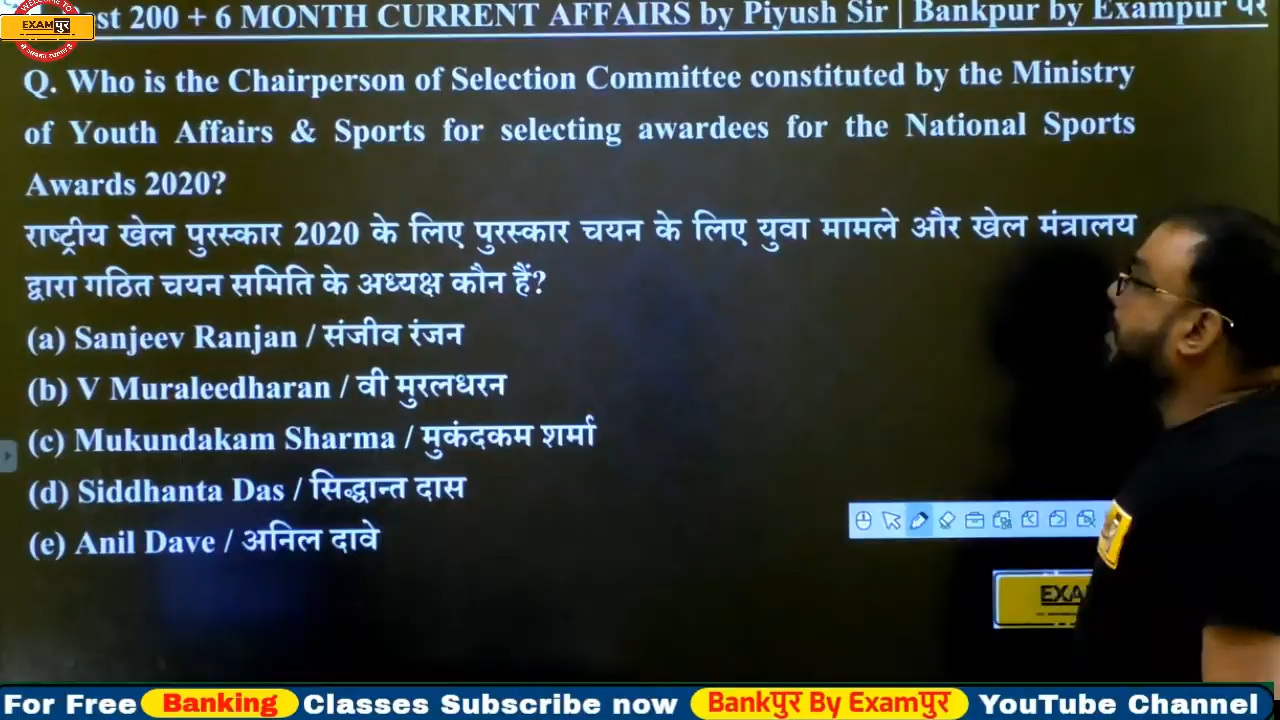 st 200 + 6 MONTH CURRENT AFFAIRS by Piyush Sir | Bankpur by Exampur पर
EXAMपुर
Q. Who is the Chairperson of Selection Committee constituted by the Ministry
of Youth Affairs & Sports for selecting awardees for the National Sports
Awards 2020?
राष्ट्रीय खेल पुरस्कार 2020 के लिए पुरस्कार चयन के लिए युवा मामले और खेल मंत्रालय
द्वारा गठित चयन समिति के अध्यक्ष कौन हैं?
(a) Sanjeev Ranjan / संजीव रंजन
(b) V Muraleedharan / वी मुरलधरन
(c) Mukundakam Sharma / मुकंदकम शर्मा
(d) Siddhanta Das / सिद्धान्त दास
(e) Anil Dave / अनिल दावे
EXA
For Free Banking Classes Subscribe now Bankपुर By Examपुर YouTube Channel